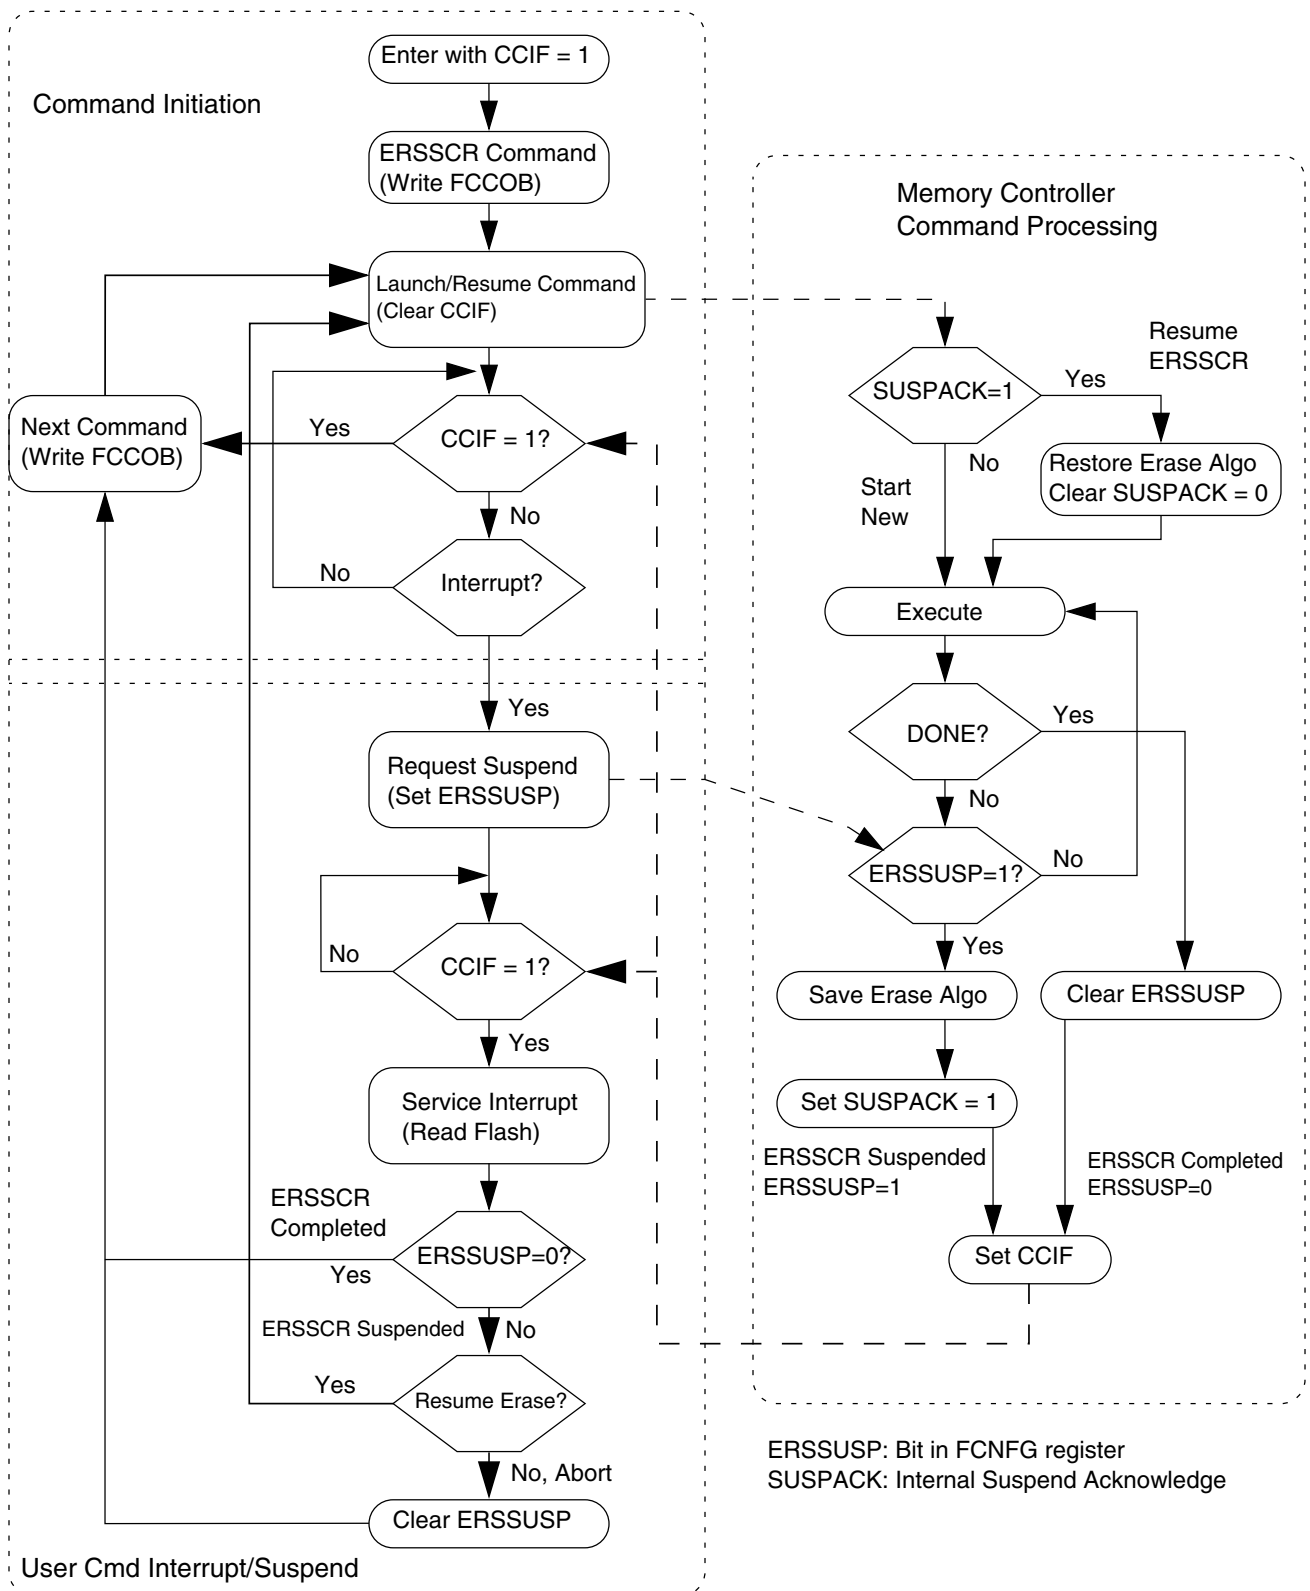 Enter with CCIF = 1
Command Initiation
ERSSCR Command
(Write FCCOB)
Memory Controller
Command Processing
Launch/Resume Command
(Clear CCIF)
Resume
ERSSCR
SUSPACK=1
Yes
Next Command
(Write FCCOB)
Yes
CCIF = 1?
No
Restore Erase Algo
Clear SUSPACK = 0
Start
New
No
No
Interrupt?
Execute
Yes
DONE?
Yes
Request Suspend
(Set ERSSUSP)
No
ERSSUSP=1?
No
No
CCIF = 1?
Yes
Save Erase Algo
Clear ERSSUSP
Yes
Service Interrupt
(Read Flash)
Set SUSPACK = 1
ERSSCR Suspended
ERSSUSP=1
ERSSCR Completed
ERSSUSP=0
ERSSCR
Completed
ERSSUSP=0?
Yes
Set CCIF
ERSSCR Suspended
No
Yes
Resume Erase?
No, Abort
ERSSUSP: Bit in FCNFG register
SUSPACK: Internal Suspend Acknowledge
Clear ERSSUSP
User Cmd Interrupt/Suspend